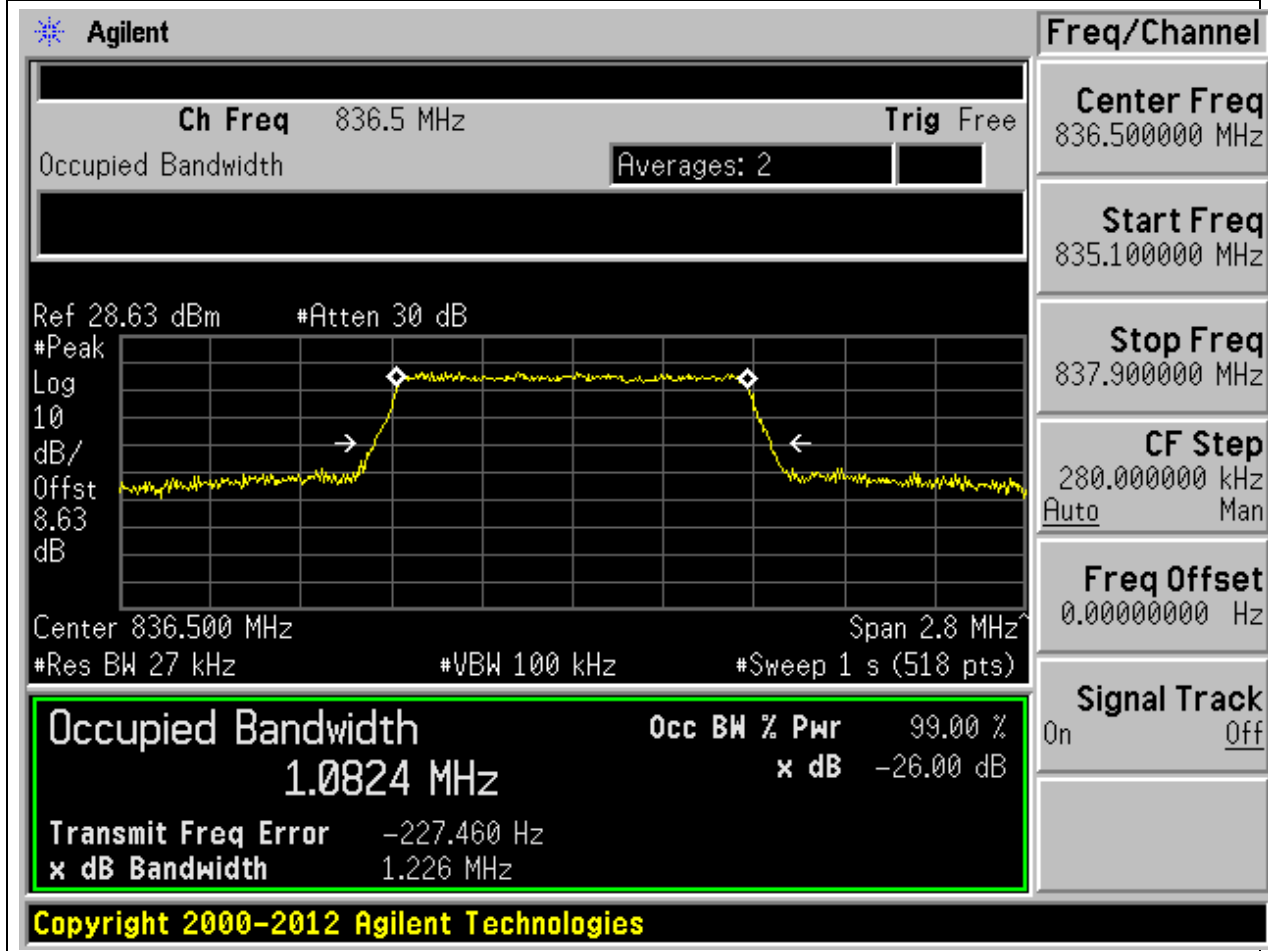 Agilent
Freq/Channel
Ch Freq 836.5 MHz Trig Free
Occupied Bandwidth Averages: 2
Center Freq
836.500000 MHz
Start Freq
835.100000 MHz
Stop Freq
837.900000 MHz
CF Step
280.000000 kHz
Auto Man
Freq Offset
0.00000000 Hz
Signal Track
On Off
Ref 28.63 dBm #Atten 30 dB
#Peak
Log
10
dB/
Offst
8.63
dB
Center 836.500 MHz Span 2.8 MHz^
#Res BW 27 kHz #VBW 100 kHz #Sweep 1 s (518 pts)
Occupied Bandwidth Occ BW % Pwr 99.00 %
1.0824 MHz x dB -26.00 dB
Transmit Freq Error -227.460 Hz
x dB Bandwidth 1.226 MHz
Copyright 2000-2012 Agilent Technologies